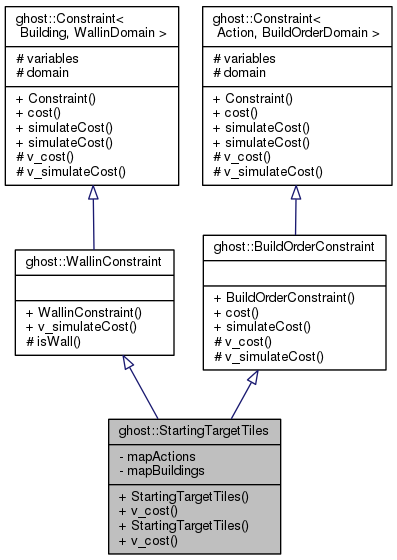 ghost::Constraint<
Building, WallinDomain >
# variables
# domain
+ Constraint()
+ cost()
+ simulateCost()
+ simulateCost()
# v_cost()
# v_simulateCost()
ghost::Constraint<
Action, BuildOrderDomain >
# variables
# domain
+ Constraint()
+ cost()
+ simulateCost()
+ simulateCost()
# v_cost()
# v_simulateCost()
ghost::WallinConstraint
+ WallinConstraint()
+ v_simulateCost()
# isWall()
ghost::BuildOrderConstraint
+ BuildOrderConstraint()
+ cost()
+ simulateCost()
# v_cost()
# v_simulateCost()
ghost::StartingTargetTiles
- mapActions
- mapBuildings
+ StartingTargetTiles()
+ v_cost()
+ StartingTargetTiles()
+ v_cost()